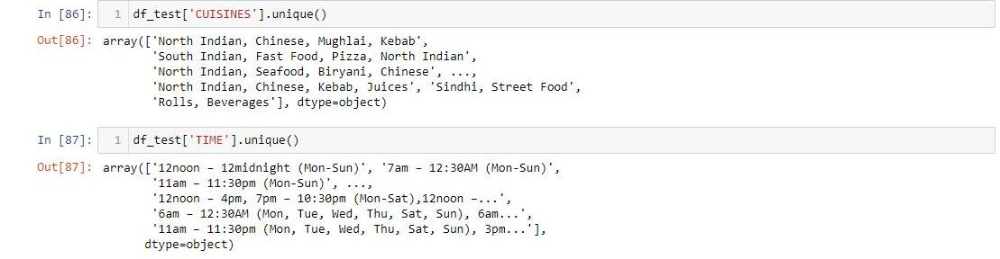 In [86]: 1 df_test['CUISINES'].unique()
Out[86]: array(['North Indian, Chinese, Mughlai, Kebab',
'South Indian, Fast Food, Pizza, North Indian',
'North Indian, Seafood, Biryani, Chinese', ...,
'North Indian, Chinese, Kebab, Juices', 'Sindhi, Street Food',
'Rolls, Beverages'], dtype=object)
In [87]: 1 df_test['TIME'].unique()
Out[87]: array(['12noon – 12midnight (Mon-Sun)', '7am – 12:30AM (Mon-Sun)',
'11am – 11:30pm (Mon-Sun)', ...,
'12noon – 4pm, 7pm – 10:30pm (Mon-Sat),12noon –...',
'6am – 12:30AM (Mon, Tue, Wed, Thu, Sat, Sun), 6am...',
'11am – 11:30pm (Mon, Tue, Wed, Thu, Sat, Sun), 3pm...'],
dtype=object)